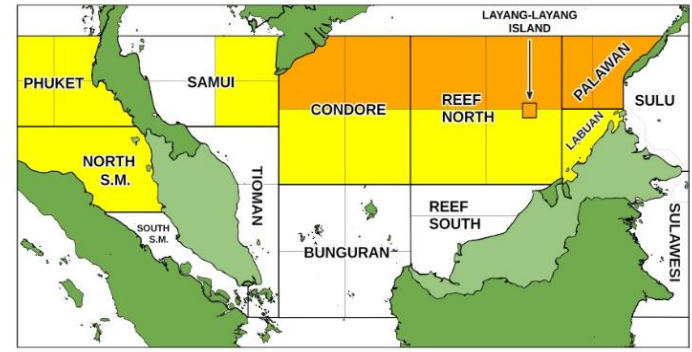 LAYANG-LAYANG
ISLAND
PHUKET
SAMUI
CONDORE
REEF
NORTH
PALAWAN
SULU
LABUAN
NORTH
S.M.
TIOMAN
SOUTH
S.M.
REEF
SOUTH
BUNGURAN
SULAWESI